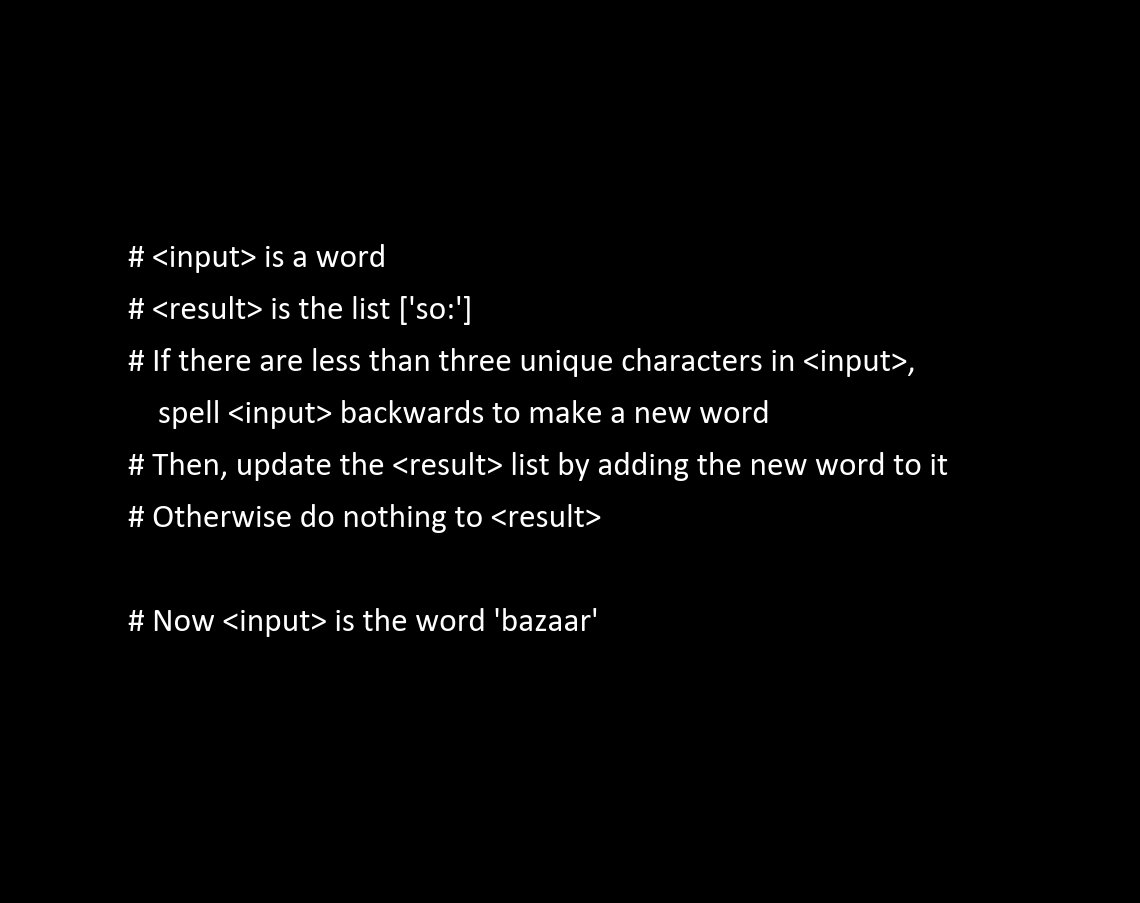 # <input> is a word
# <result> is the list ['so:']
# If there are less than three unique characters in <input>,
spell <input> backwards to make a new word
# Then, update the <result> list by adding the new word to it
# Otherwise do nothing to <result>
# Now <input> is the word 'bazaar'